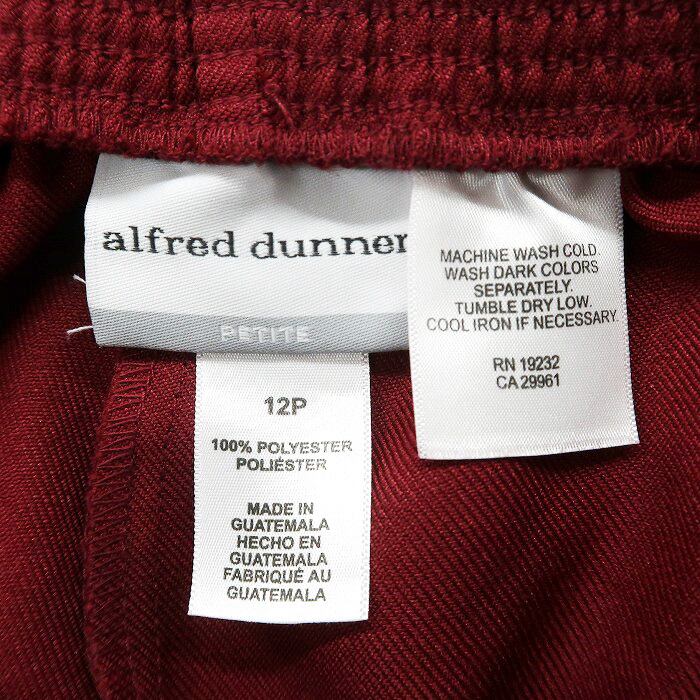 alfred dunner
PETITE
12P
100% POLYESTER
POLIÉSTER
MADE IN
GUATEMALA
HECHO EN
GUATEMALA
FABRIQUÉ AU
GUATEMALA
MACHINE WASH COLD.
WASH DARK COLORS
SEPARATELY.
TUMBLE DRY LOW.
COOL IRON IF NECESSARY.
RN 19232
CA 29961